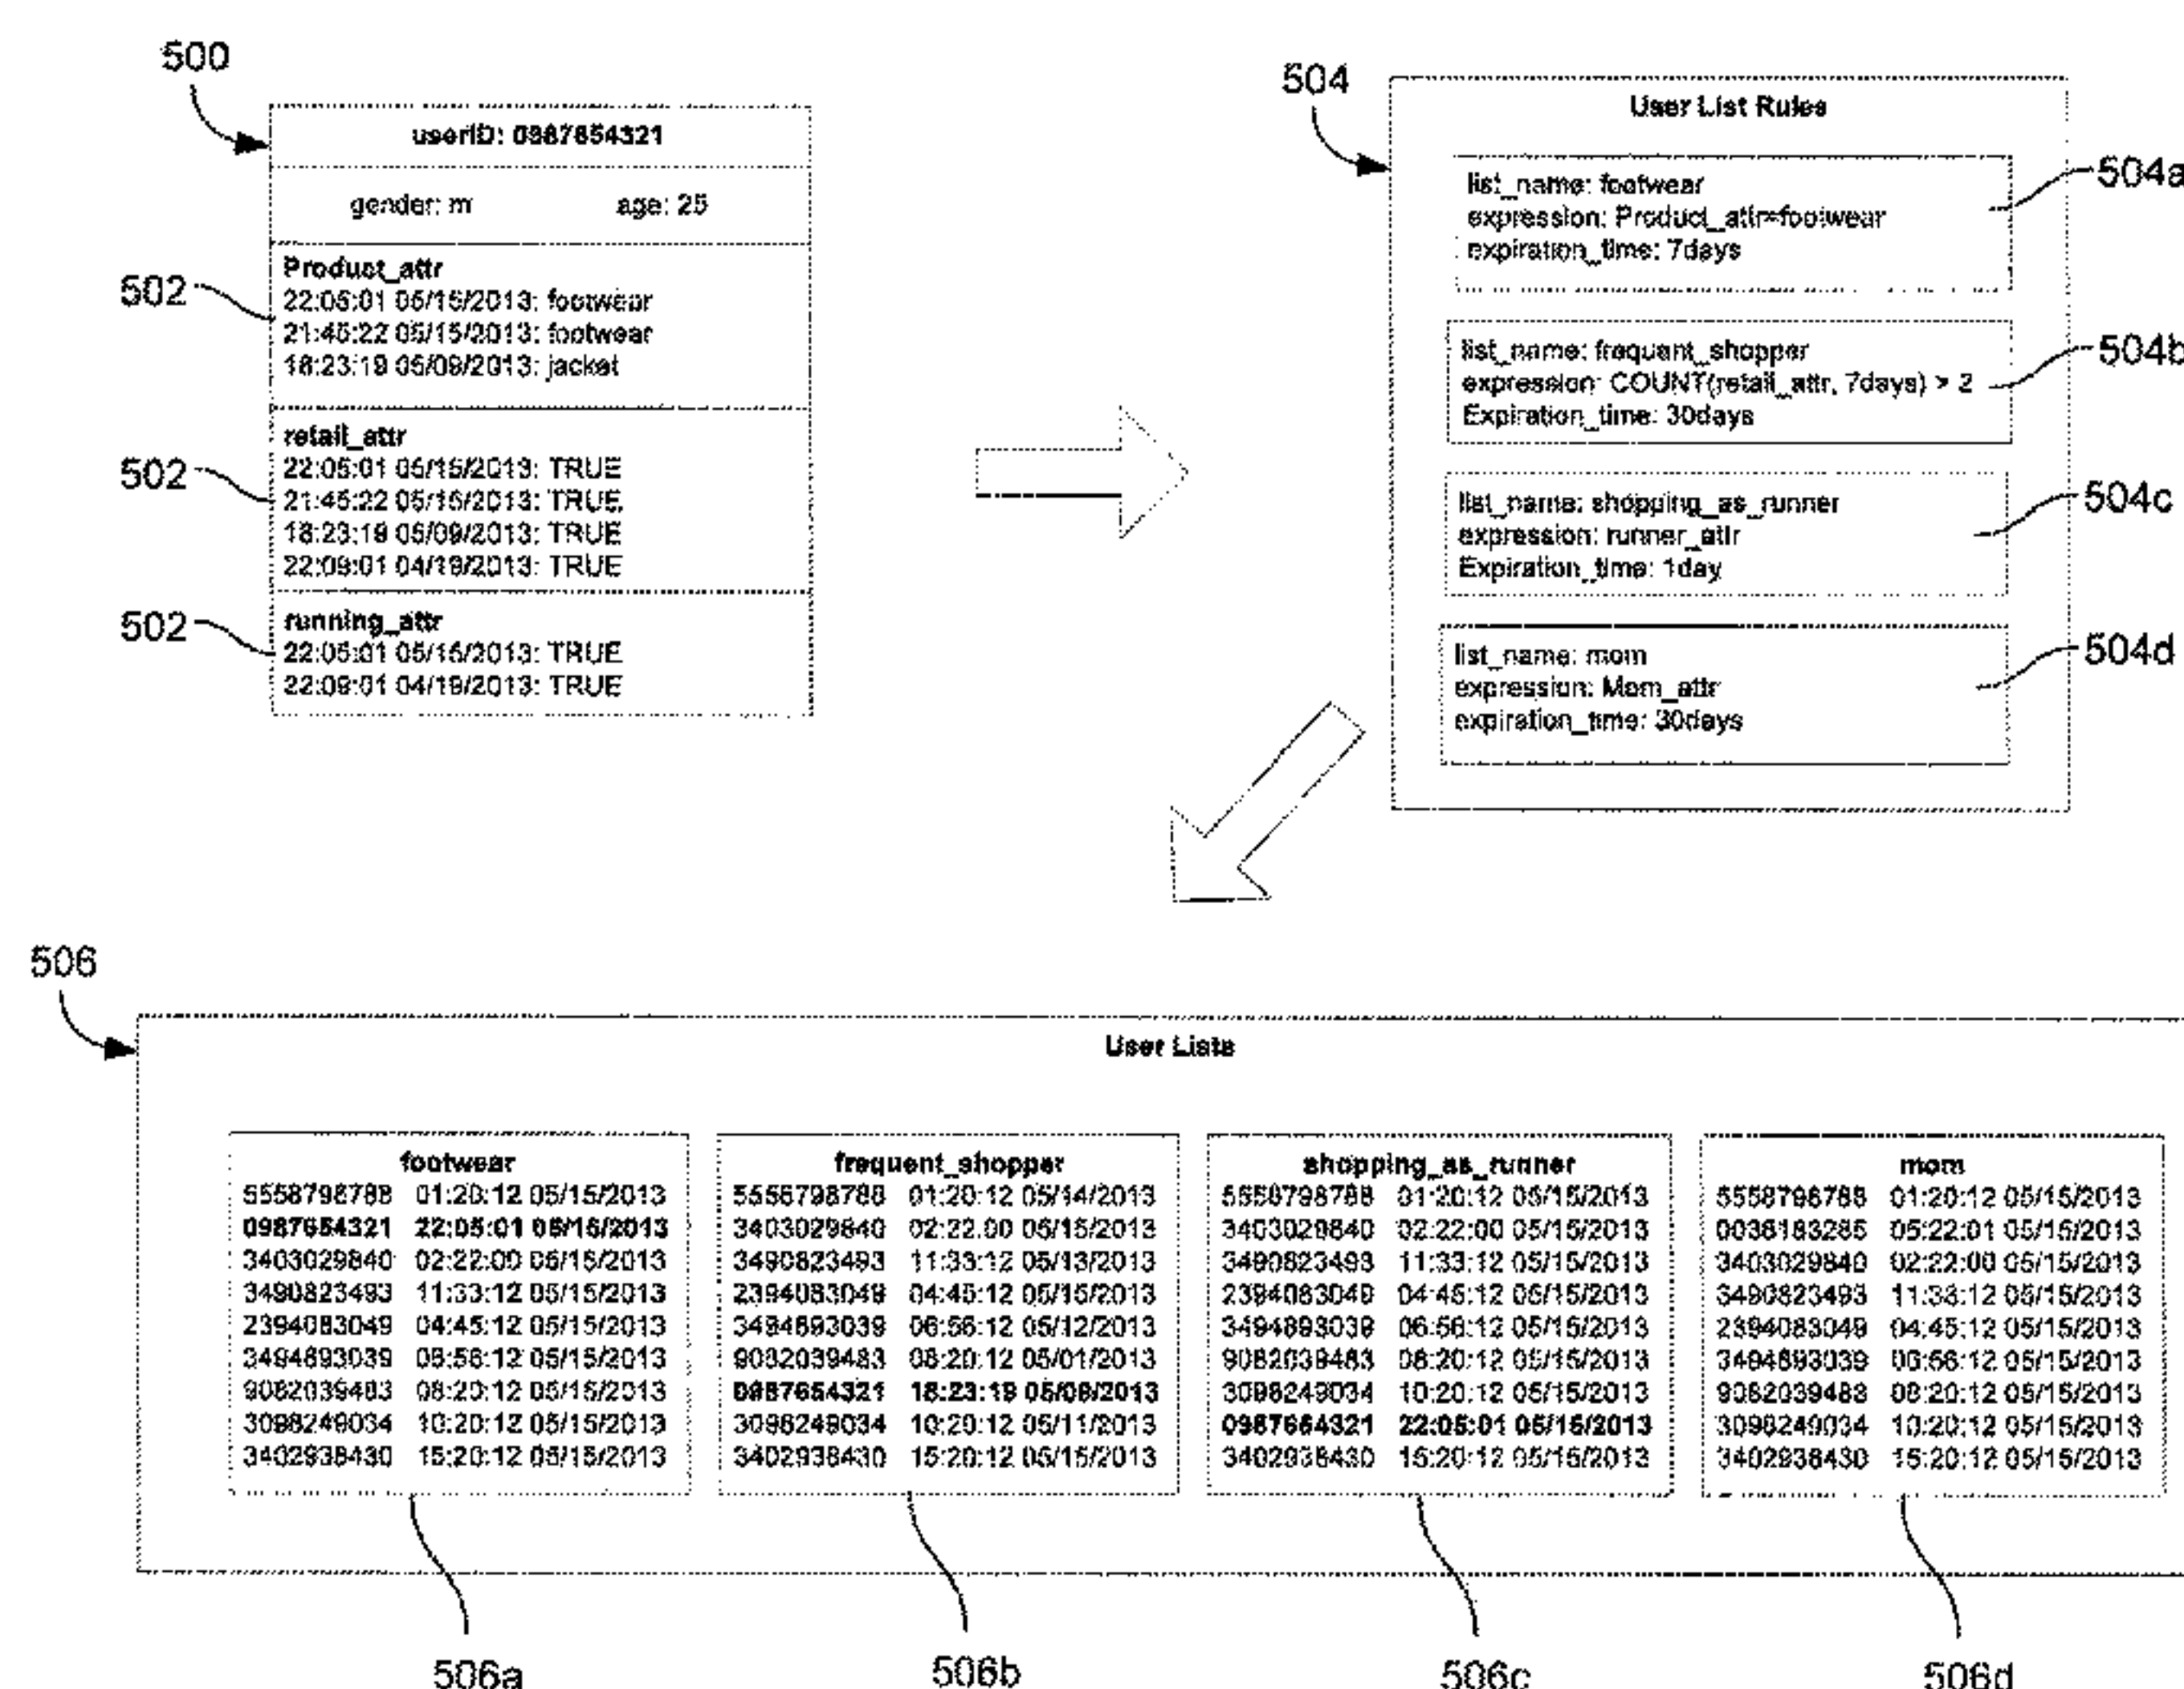 500
userID: 0987654321
gender: m age: 25
502
Product_attr
22:05:01 05/15/2013: footwear
21:45:22 05/15/2013: footwear
18:23:19 05/09/2013: jacket
502
retail_attr
22:05:01 05/15/2013: TRUE
21:45:22 05/15/2013: TRUE
18:23:19 05/09/2013: TRUE
22:09:01 04/19/2013: TRUE
502
running_attr
22:05:01 05/15/2013: TRUE
22:09:01 04/19/2013: TRUE
504
User List Rules
504a
list_name: footwear
expression: Product_attr=footwear
expiration_time: 7days
504b
list_name: frequent_shopper
expression: COUNT(retail_attr, 7days) > 2
Expiration_time: 30days
504c
list_name: shopping_as_runner
expression: runner_attr
Expiration_time: 1day
504d
list_name: mom
expression: Mom_attr
expiration_time: 30days
506
User Lists
footwear
5558798788 01:20:12 05/15/2013
0987654321 22:05:01 05/15/2013
3403029840 02:22:00 05/15/2013
3490823493 11:33:12 05/15/2013
2394083049 04:45:12 05/15/2013
3494893039 06:56:12 05/15/2013
9082039483 08:20:12 05/15/2013
3098249034 10:20:12 05/15/2013
3402938430 15:20:12 05/15/2013
506a
frequent_shopper
5558798788 01:20:12 05/14/2013
3403029840 02:22:00 05/15/2013
3490823493 11:33:12 05/13/2013
2394083049 04:45:12 05/15/2013
3494893039 06:56:12 05/12/2013
9082039483 08:20:12 05/01/2013
0987654321 18:23:19 05/09/2013
3098249034 10:20:12 05/11/2013
3402938430 15:20:12 05/15/2013
506b
shopping_as_runner
5558798788 01:20:12 05/15/2013
3403029840 02:22:00 05/15/2013
3490823493 11:33:12 05/15/2013
2394083049 04:45:12 05/15/2013
3494893039 06:56:12 05/15/2013
9082039483 08:20:12 05/15/2013
3098249034 10:20:12 05/15/2013
0987654321 22:05:01 05/15/2013
3402938430 15:20:12 05/15/2013
506c
mom
5558798788 01:20:12 05/15/2013
0036183285 05:22:01 05/15/2013
3403029840 02:22:00 05/15/2013
3490823493 11:33:12 05/15/2013
2394083049 04:45:12 05/15/2013
3494893039 06:56:12 05/15/2013
9082039483 08:20:12 05/15/2013
3098249034 10:20:12 05/15/2013
3402938430 15:20:12 05/15/2013
506d